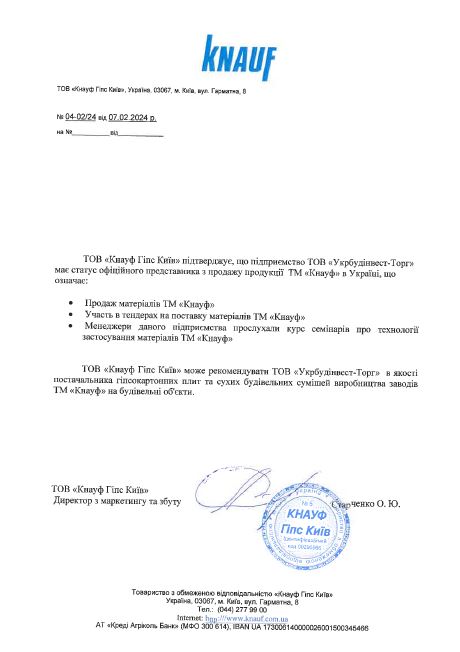 KNAUF
ТОВ «Кнауф Гіпс Київ», Україна, 03067, м. Київ, вул. Гарматна, 8
№ 04-02/24 від 07.02.2024 р.
на №____________від______________
ТОВ «Кнауф Гіпс Київ» підтверджує, що підприємство ТОВ «Укрбудінвест-Торг»
має статус офіційного представника з продажу продукції ТМ «Кнауф» в Україні, що
означає:
• Продаж матеріалів ТМ «Кнауф»
• Участь в тендерах на поставку матеріалів ТМ «Кнауф»
• Менеджери даного підприємства прослухали курс семінарів про технології
застосування матеріалів ТМ «Кнауф»
ТОВ «Кнауф Гіпс Київ» може рекомендувати ТОВ «Укрбудінвест-Торг» в якості
постачальника гіпсокартонних плит та сухих будівельних сумішей виробництва заводів
ТМ «Кнауф» на будівельні об'єкти.
ТОВ «Кнауф Гіпс Київ»
Директор з маркетингу та збуту
Старченко О. Ю.
КНАУФ
Гіпс Київ
Ідентифікаційний
Товариство з обмеженою відповідальністю «Кнауф Гіпс Київ»
Україна, 03067, м. Київ, вул. Гарматна, 8
Тел.: (044) 277 99 00
Internet: http://www.knauf.com.ua
АТ «Креді Агріколь Банк» (МФО 300 614), IBAN UA 173006140000026001500345466